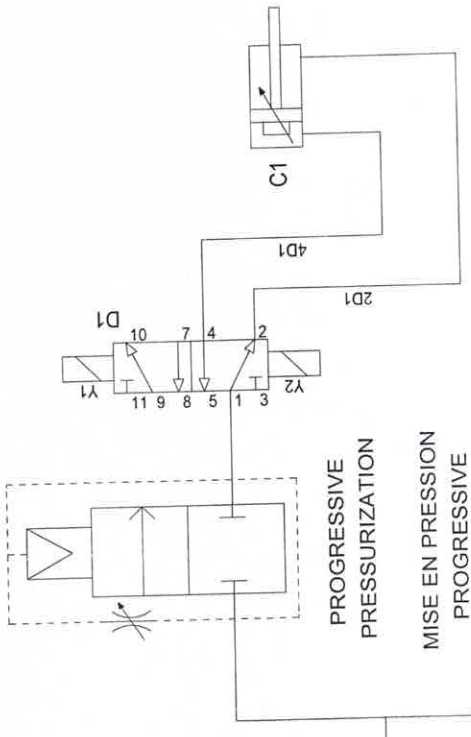 D1
Y1
10
11
9
8
7
5
4
1
2
3
Y2
4D1
2D1
C1
PROGRESSIVE
PRESSURIZATION
MISE EN PRESSION
PROGRESSIVE